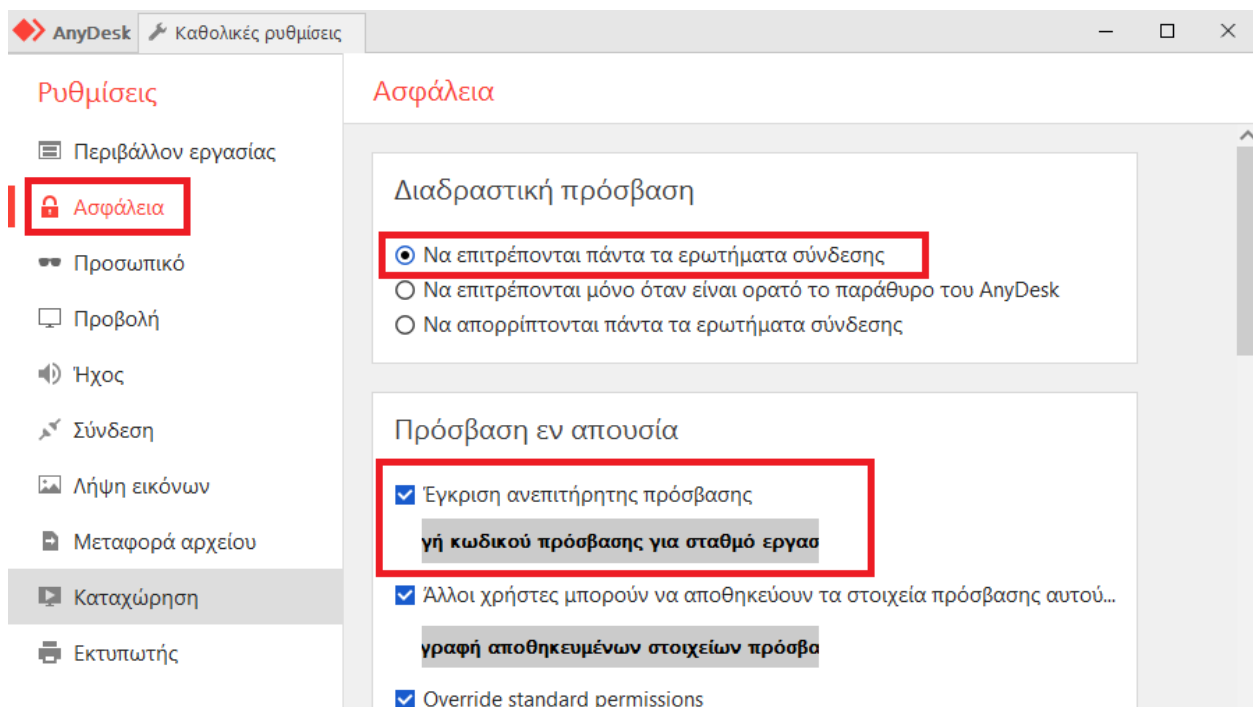 AnyDesk Καθολικές ρυθμίσεις
Ρυθμίσεις
Περιβάλλον εργασίας
Ασφάλεια
Προσωπικό
Προβολή
Ήχος
Σύνδεση
Λήψη εικόνων
Μεταφορά αρχείου
Καταχώρηση
Εκτυπωτής
Ασφάλεια
Διαδραστική πρόσβαση
Να επιτρέπονται πάντα τα ερωτήματα σύνδεσης
Να επιτρέπονται μόνο όταν είναι ορατό το παράθυρο του AnyDesk
Να απορρίπτονται πάντα τα ερωτήματα σύνδεσης
Πρόσβαση εν απουσία
Έγκριση ανεπιτήρητης πρόσβασης
γή κωδικού πρόσβασης για σταθμό εργασ
Άλλοι χρήστες μπορούν να αποθηκεύουν τα στοιχεία πρόσβασης αυτού...
γραφή αποθηκευμένων στοιχείων πρόσβα
Override standard permissions